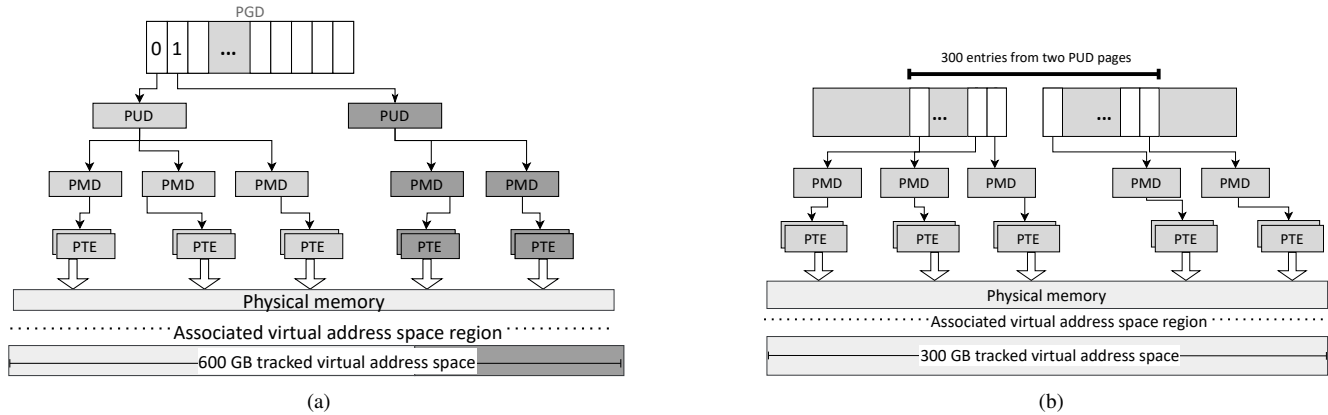 PGD
0 1 ...
PUD PUD
PMD PMD PMD PMD PMD
PTE PTE PTE PTE PTE
Physical memory
Associated virtual address space region
600 GB tracked virtual address space
(a)
300 entries from two PUD pages
... ...
PMD PMD PMD PMD PMD
PTE PTE PTE PTE PTE
Physical memory
Associated virtual address space region
300 GB tracked virtual address space
(b)